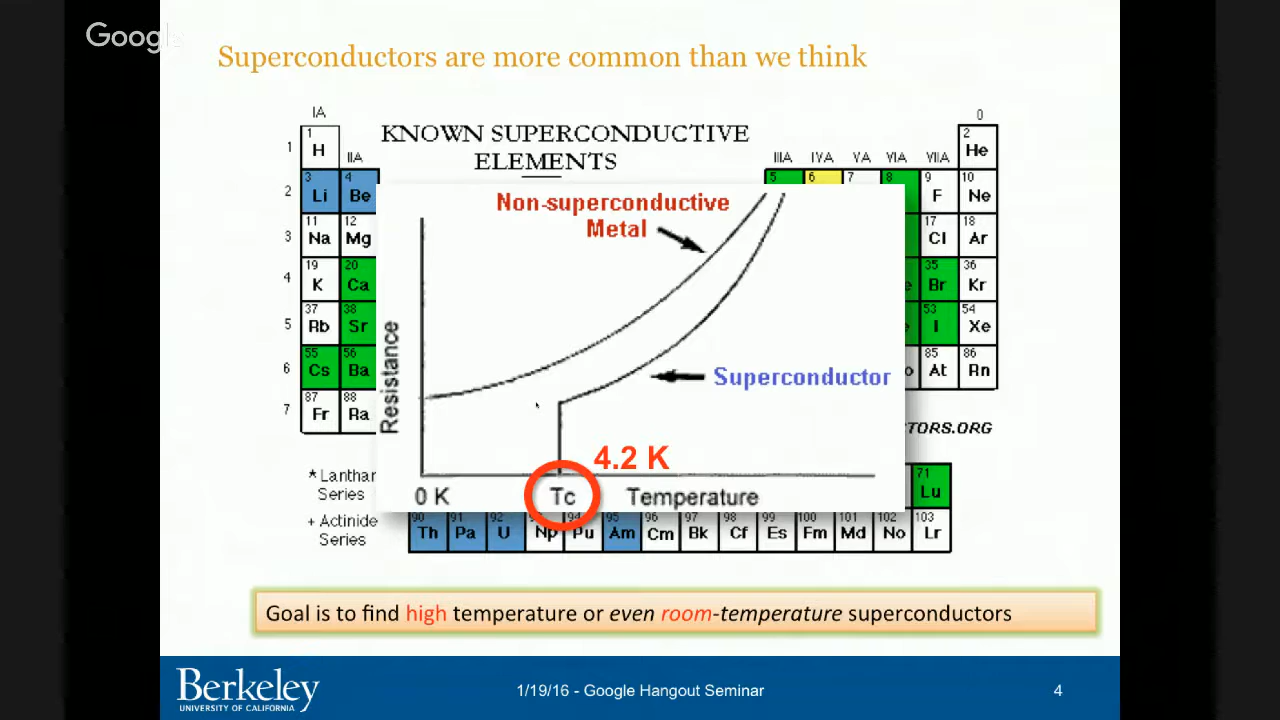 Google
Superconductors are more common than we think
KNOWN SUPERCONDUCTIVE
ELEMENTS
IA
IIA
IIIA IVA VA VIA VIIA 0
1 1 H 2 He
2 3 Li 4 Be 5 6 7 8 9 F 10 Ne
3 11 Na 12 Mg 17 Cl 18 Ar
4 19 K 20 Ca 35 Br 36 Kr
5 37 Rb 38 Sr 53 I 54 Xe
6 55 Cs 56 Ba 85 At 86 Rn
7 87 Fr 88 Ra
TORS.ORG
Non-superconductive
Metal
Superconductor
Resistance
4.2 K
0 K Tc Temperature
* Lanthan
Series
71 Lu
+ Actinide
Series
90 Th 91 Pa 92 U 93 Np 94 Pu 95 Am 96 Cm 97 Bk 98 Cf 99 Es 100 Fm 101 Md 102 No 103 Lr
Goal is to find high temperature or even room-temperature superconductors
Berkeley
UNIVERSITY OF CALIFORNIA
1/19/16 - Google Hangout Seminar
4